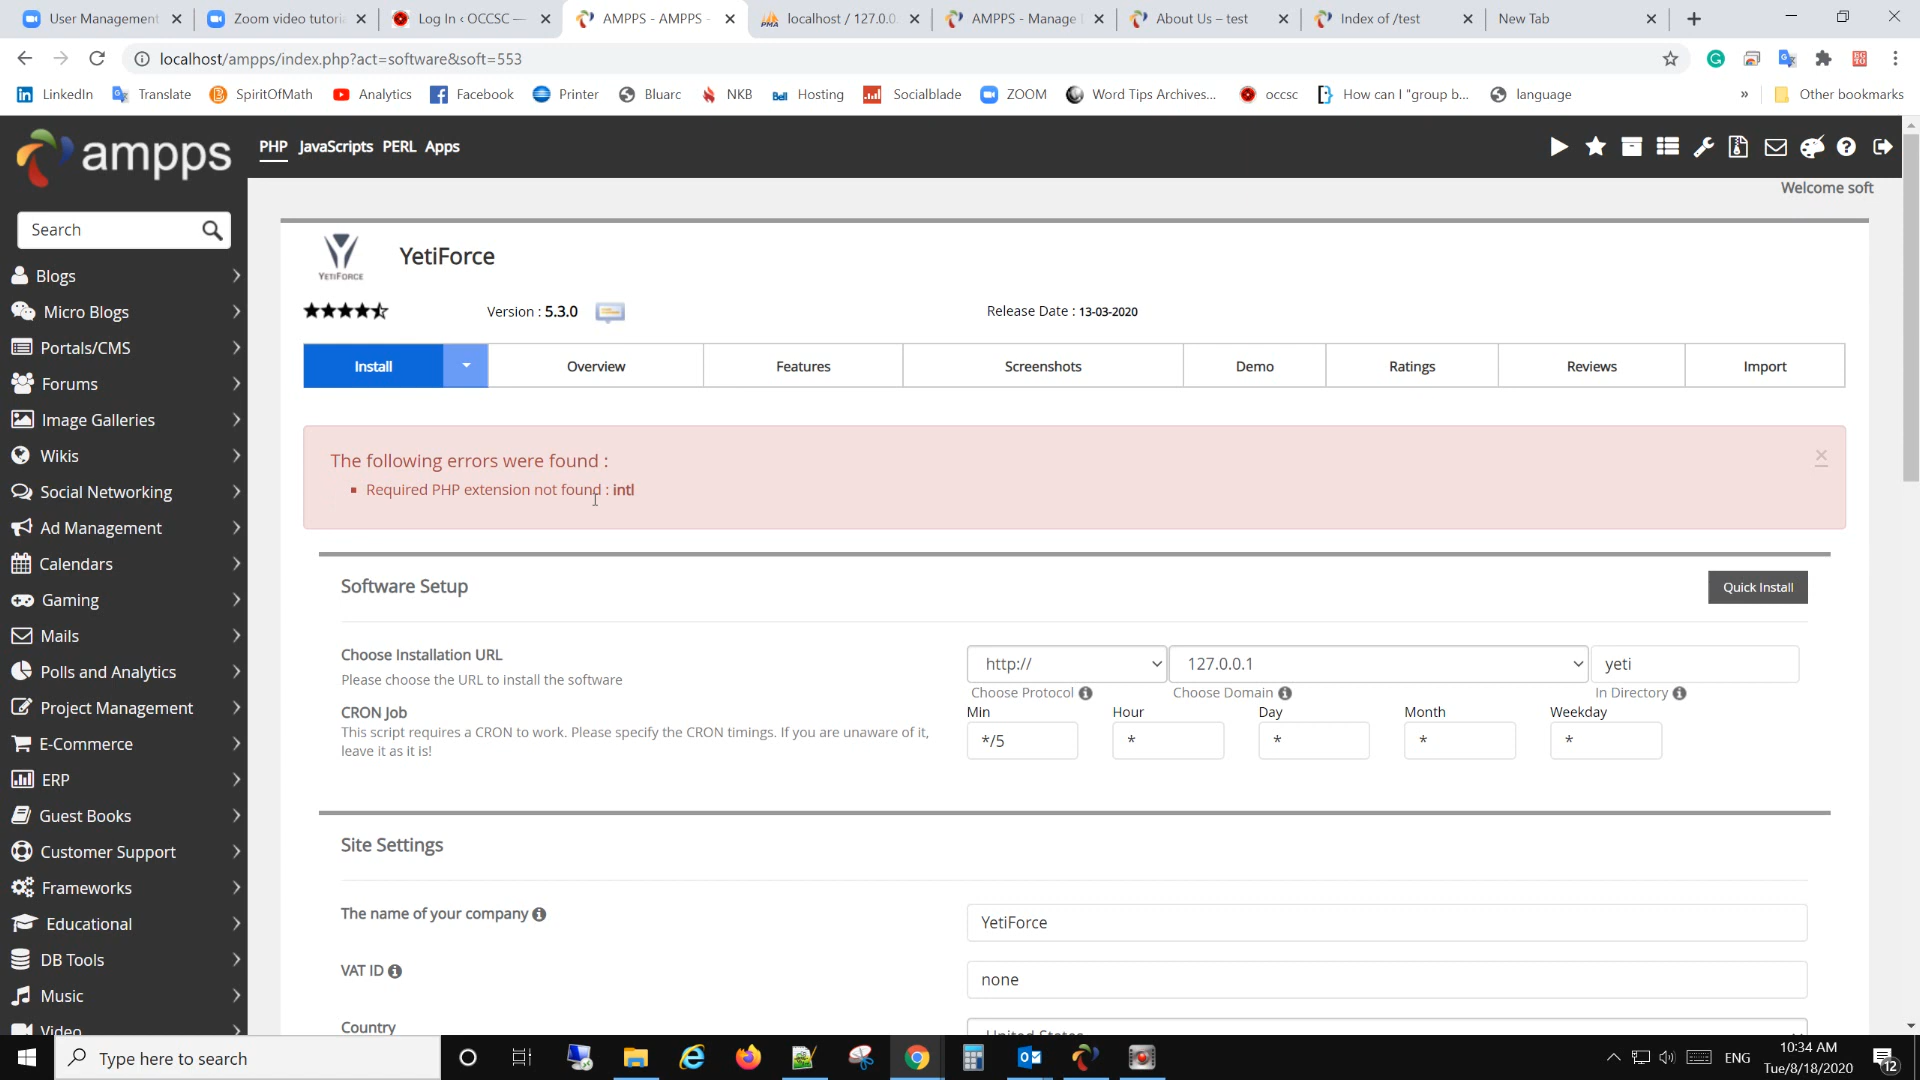 User Management
Zoom video tutoria
Log In ‹ OCCSC —
AMPPS - AMPPS -
localhost / 127.0.0.
AMPPS - Manage
About Us – test
Index of /test
New Tab
localhost/ampps/index.php?act=software&soft=553
LinkedIn
Translate
SpiritOfMath
Analytics
Facebook
Printer
Bluarc
NKB
Bell Hosting
Socialblade
ZOOM
Word Tips Archives...
occsc
How can I "group b...
language
»
Other bookmarks
ampps
PHP JavaScripts PERL Apps
Welcome soft
Search
Blogs
Micro Blogs
Portals/CMS
Forums
Image Galleries
Wikis
Social Networking
Ad Management
Calendars
Gaming
Mails
Polls and Analytics
Project Management
E-Commerce
ERP
Guest Books
Customer Support
Frameworks
Educational
DB Tools
Music
Video
YETIFORCE
YetiForce
Version : 5.3.0
Release Date : 13-03-2020
Install
Overview
Features
Screenshots
Demo
Ratings
Reviews
Import
The following errors were found :
Required PHP extension not found : intl
Software Setup
Quick Install
Choose Installation URL
Please choose the URL to install the software
http://
127.0.0.1
yeti
Choose Protocol
Choose Domain
In Directory
CRON Job
This script requires a CRON to work. Please specify the CRON timings. If you are unaware of it,
leave it as it is!
Min
Hour
Day
Month
Weekday
*/5
*
*
*
*
Site Settings
The name of your company
YetiForce
VAT ID
none
Country
United States
Type here to search
ENG
10:34 AM
Tue/8/18/2020
12